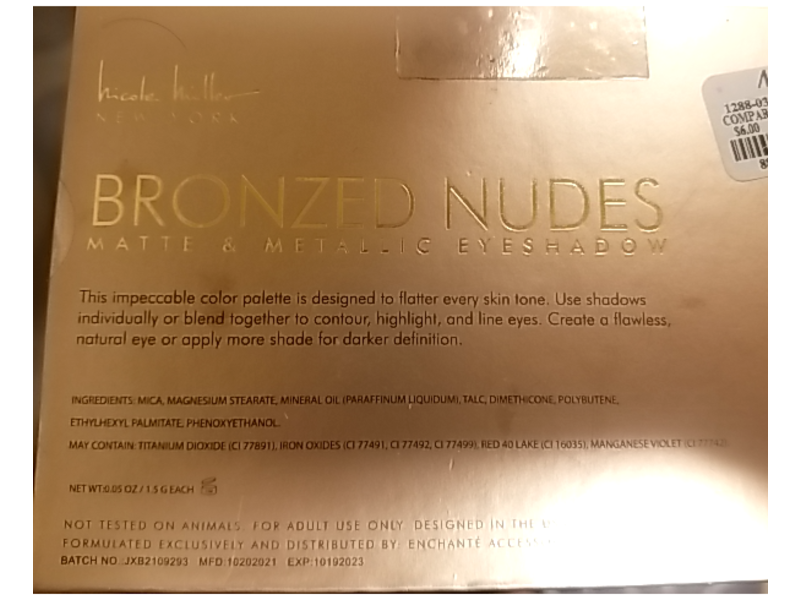 nicole miller
NEW YORK
1288-03
COMPAR
$6.00
BRONZED NUDES
MATTE & METALLIC EYESHADOW
This impeccable color palette is designed to flatter every skin tone. Use shadows
individually or blend together to contour, highlight, and line eyes. Create a flawless,
natural eye or apply more shade for darker definition.
INGREDIENTS: MICA, MAGNESIUM STEARATE, MINERAL OIL (PARAFFINUM LIQUIDUM), TALC, DIMETHICONE, POLYBUTENE,
ETHYLHEXYL PALMITATE, PHENOXYETHANOL.
MAY CONTAIN: TITANIUM DIOXIDE (CI 77891), IRON OXIDES (CI 77491, CI 77492, CI 77499), RED 40 LAKE (CI 16035), MANGANESE VIOLET (CI 77742)
NET WT:0.05 OZ / 1.5 G EACH
NOT TESTED ON ANIMALS. FOR ADULT USE ONLY. DESIGNED IN THE
FORMULATED EXCLUSIVELY AND DISTRIBUTED BY: ENCHANTÉ
BATCH NO.:JXB2109293 MFD:10202021 EXP:10192023